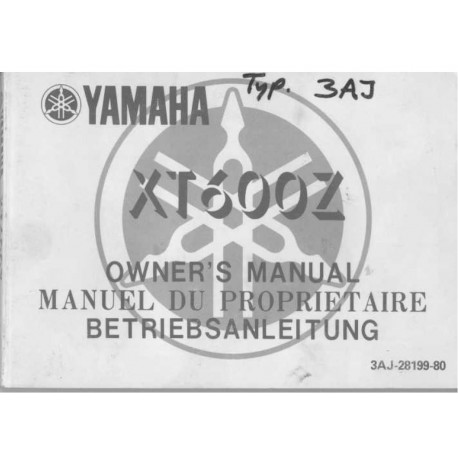 Typ. 3AJ
YAMAHA
XT600Z
OWNER'S MANUAL
MANUEL DU PROPRIETAIRE
BETRIEBSANLEITUNG
3AJ-28199-80